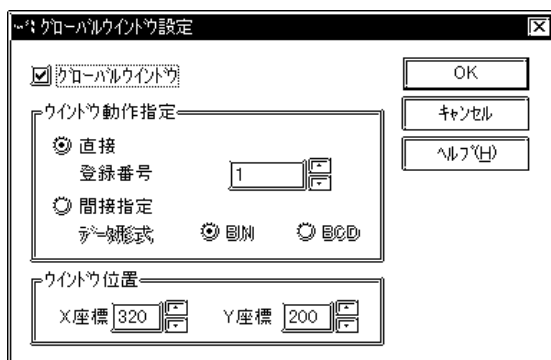 ｸﾞﾛｰﾊﾞﾙｳｲﾝﾄﾞｳ設定
ｸﾞﾛｰﾊﾞﾙｳｲﾝﾄﾞｳ
OK
ｷｬﾝｾﾙ
ﾍﾙﾌﾟ(H)
ｳｲﾝﾄﾞｳ動作指定
直接
登録番号 1
間接指定
ﾃﾞｰﾀ形式 BIN BCD
ｳｲﾝﾄﾞｳ位置
X座標 320 Y座標 200